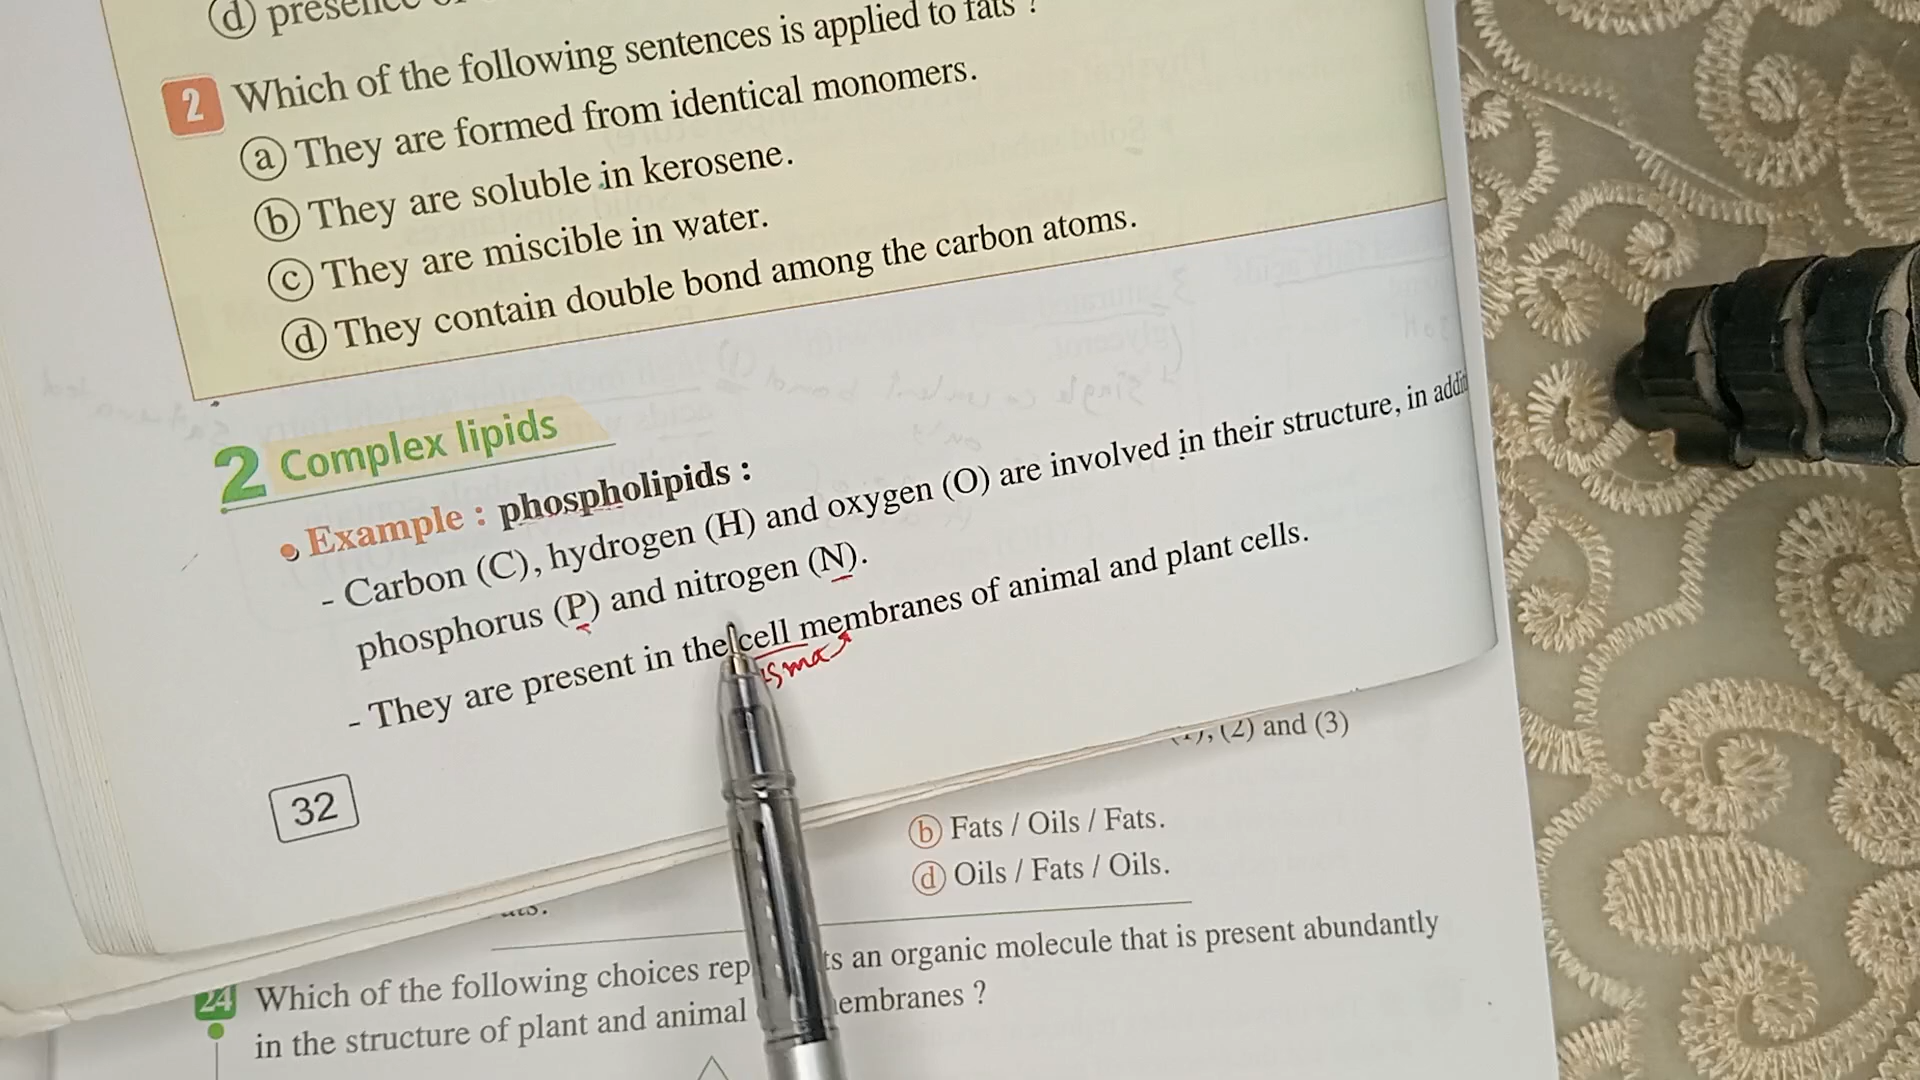 d presence
2 Which of the following sentences is applied to fats ?
a They are formed from identical monomers.
b They are soluble in kerosene.
c They are miscible in water.
d They contain double bond among the carbon atoms.
2 Complex lipids
• Example : phospholipids :
- Carbon (C), hydrogen (H) and oxygen (O) are involved in their structure, in
phosphorus (P) and nitrogen (N).
- They are present in the cell membranes of animal and plant cells.
32
(2) and (3)
b Fats / Oils / Fats.
d Oils / Fats / Oils.
24 Which of the following choices an organic molecule that is present abundantly
in the structure of plant and animal